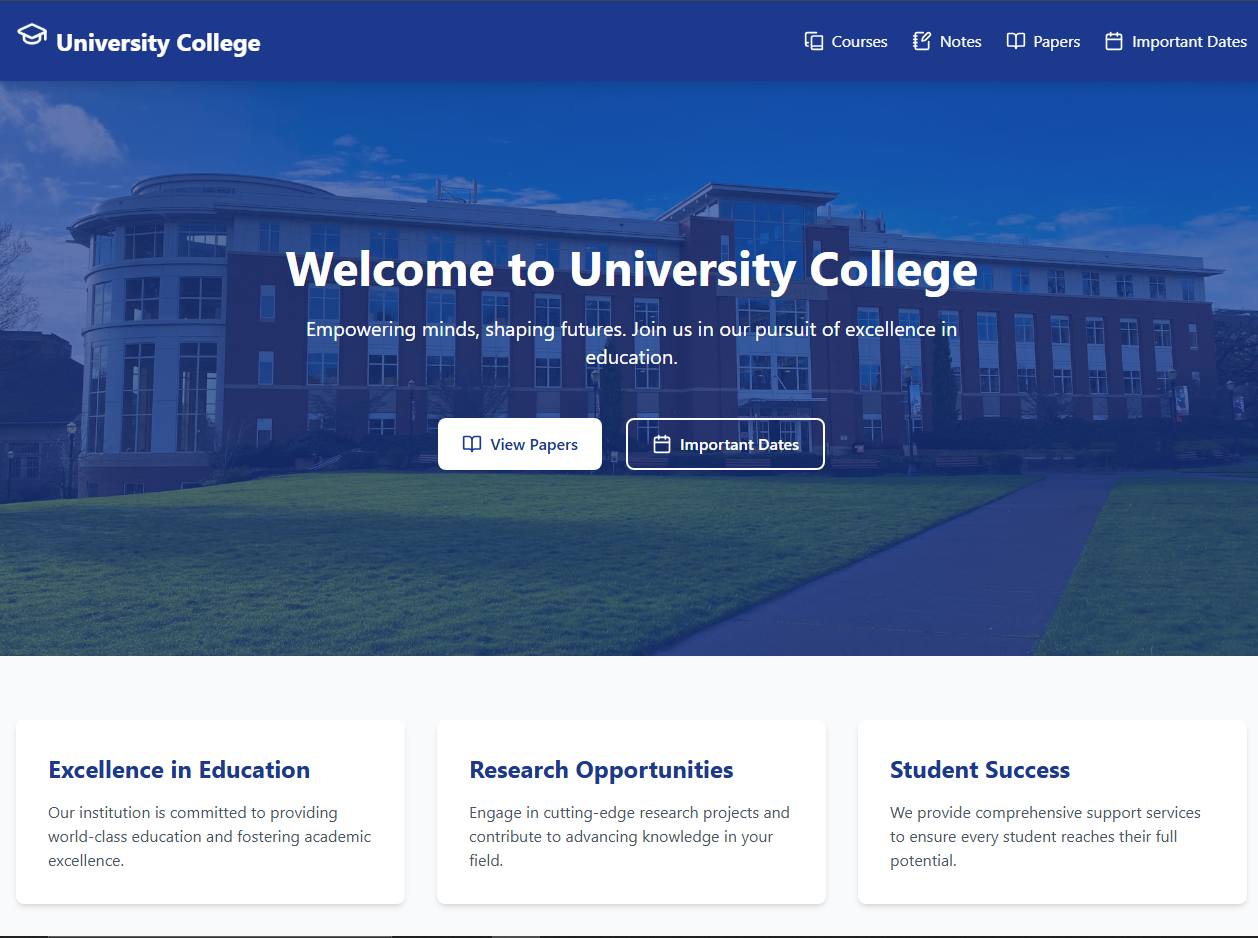 University College
Courses
Notes
Papers
Important Dates
Welcome to University College
Empowering minds, shaping futures. Join us in our pursuit of excellence in
education.
View Papers
Important Dates
Excellence in Education
Our institution is committed to providing
world-class education and fostering academic
excellence.
Research Opportunities
Engage in cutting-edge research projects and
contribute to advancing knowledge in your
field.
Student Success
We provide comprehensive support services
to ensure every student reaches their full
potential.